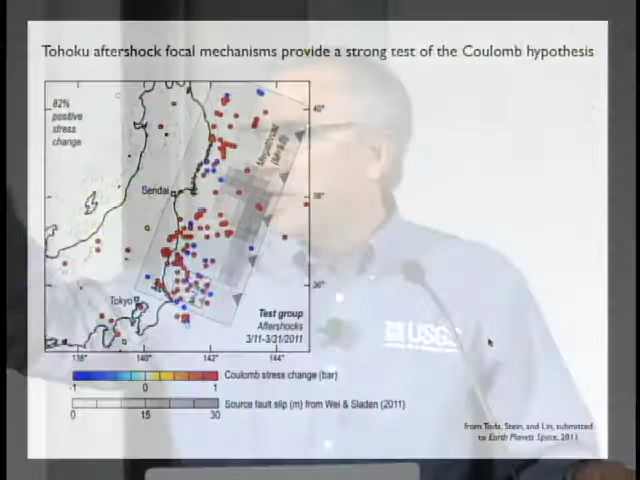 Tohoku aftershock focal mechanisms provide a strong test of the Coulomb hypothesis
82%
positive
stress
change
40°
Megathrust
Sendai
38°
36°
Tokyo
Test group
Aftershocks
3/11-3/31/2011
138°
140°
142°
144°
Coulomb stress change (bar)
-1
0
1
Source fault slip (m) from Wei & Sladen (2011)
0
15
30
USGS
from Toda, Stein, and Lin, submitted
to Earth Planets Space, 2011